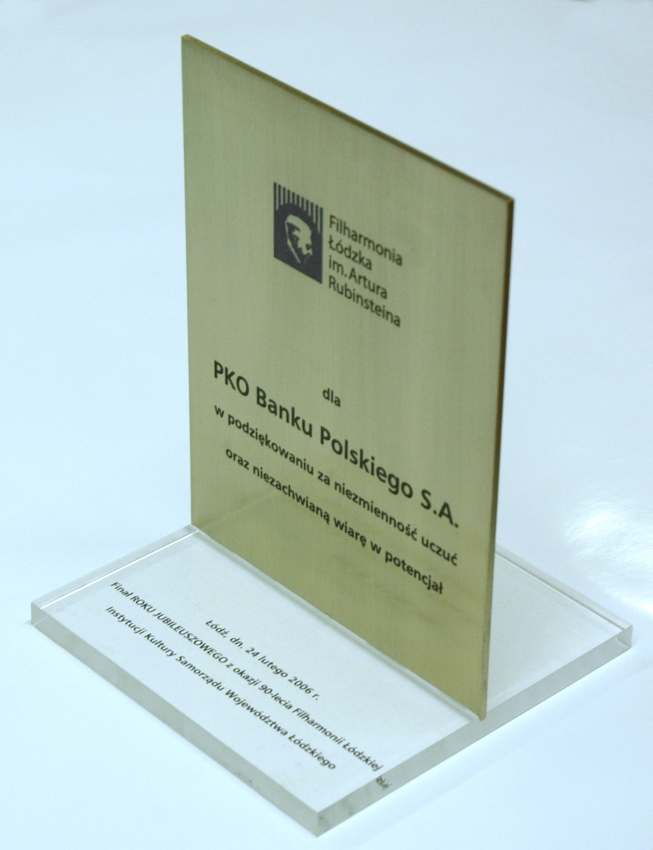 Filharmonia
Łódzka
im. Artura
Rubinsteina
dla
PKO Banku Polskiego S.A.
w podziękowaniu za niezmienność uczuć
oraz niezachwianą wiarę w potencjał
Łódź, dn. 24 lutego 2006 r.
Finał ROKU JUBILEUSZOWEGO z okazji 90-lecia Filharmonii Łódzkiej
Instytucji Kultury Samorządu Województwa Łódzkiego